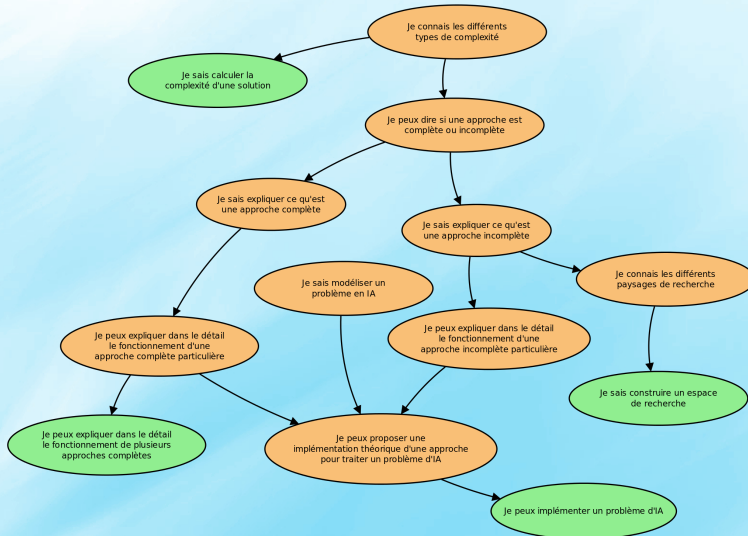 Je connais les différents
types de complexité
Je sais calculer la
complexité d'une solution
Je peux dire si une approche est
complète ou incomplète
Je sais expliquer ce qu'est
une approche complète
Je sais expliquer ce qu'est
une approche incomplète
Je connais les différents
paysages de recherche
Je sais modéliser un
problème en IA
Je peux expliquer dans le détail
le fonctionnement d'une
approche complète particulière
Je peux expliquer dans le détail
le fonctionnement d'une
approche incomplète particulière
Je sais construire un espace
de recherche
Je peux expliquer dans le détail
le fonctionnement de plusieurs
approches complètes
Je peux proposer une
implémentation théorique d'une approche
pour traiter un problème d'IA
Je peux implémenter un problème d'IA